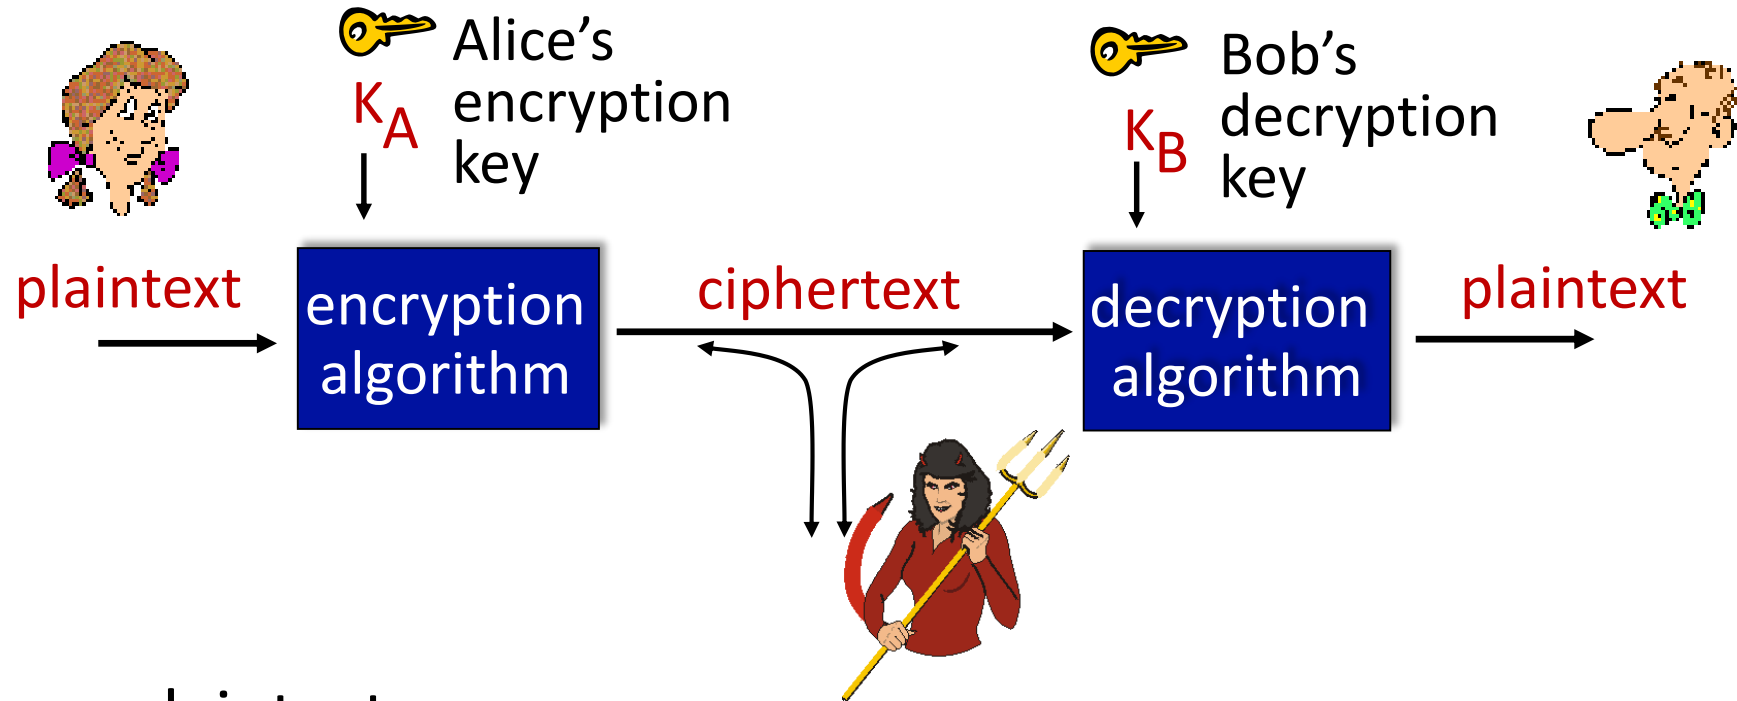 Alice's
encryption
key
K
A
Bob's
decryption
key
K
B
plaintext
encryption
algorithm
ciphertext
decryption
algorithm
plaintext